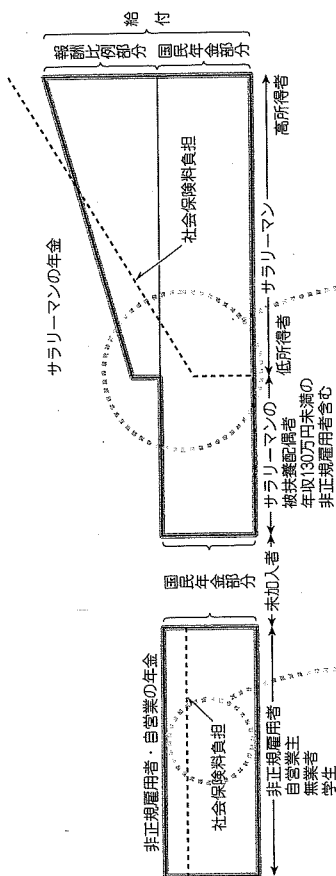 非正規雇用者・自営業の年金
社会保険料負担
国民年金部分
非正規雇用者
自営業主
無業者
学生
未加入者
サラリーマンの年金
社会保険料負担
報酬比例部分
国民年金部分
給付
サラリーマンの
被扶養配偶者
年収130万円未満の
非正規雇用者含む
低所得者
サラリーマン
高所得者